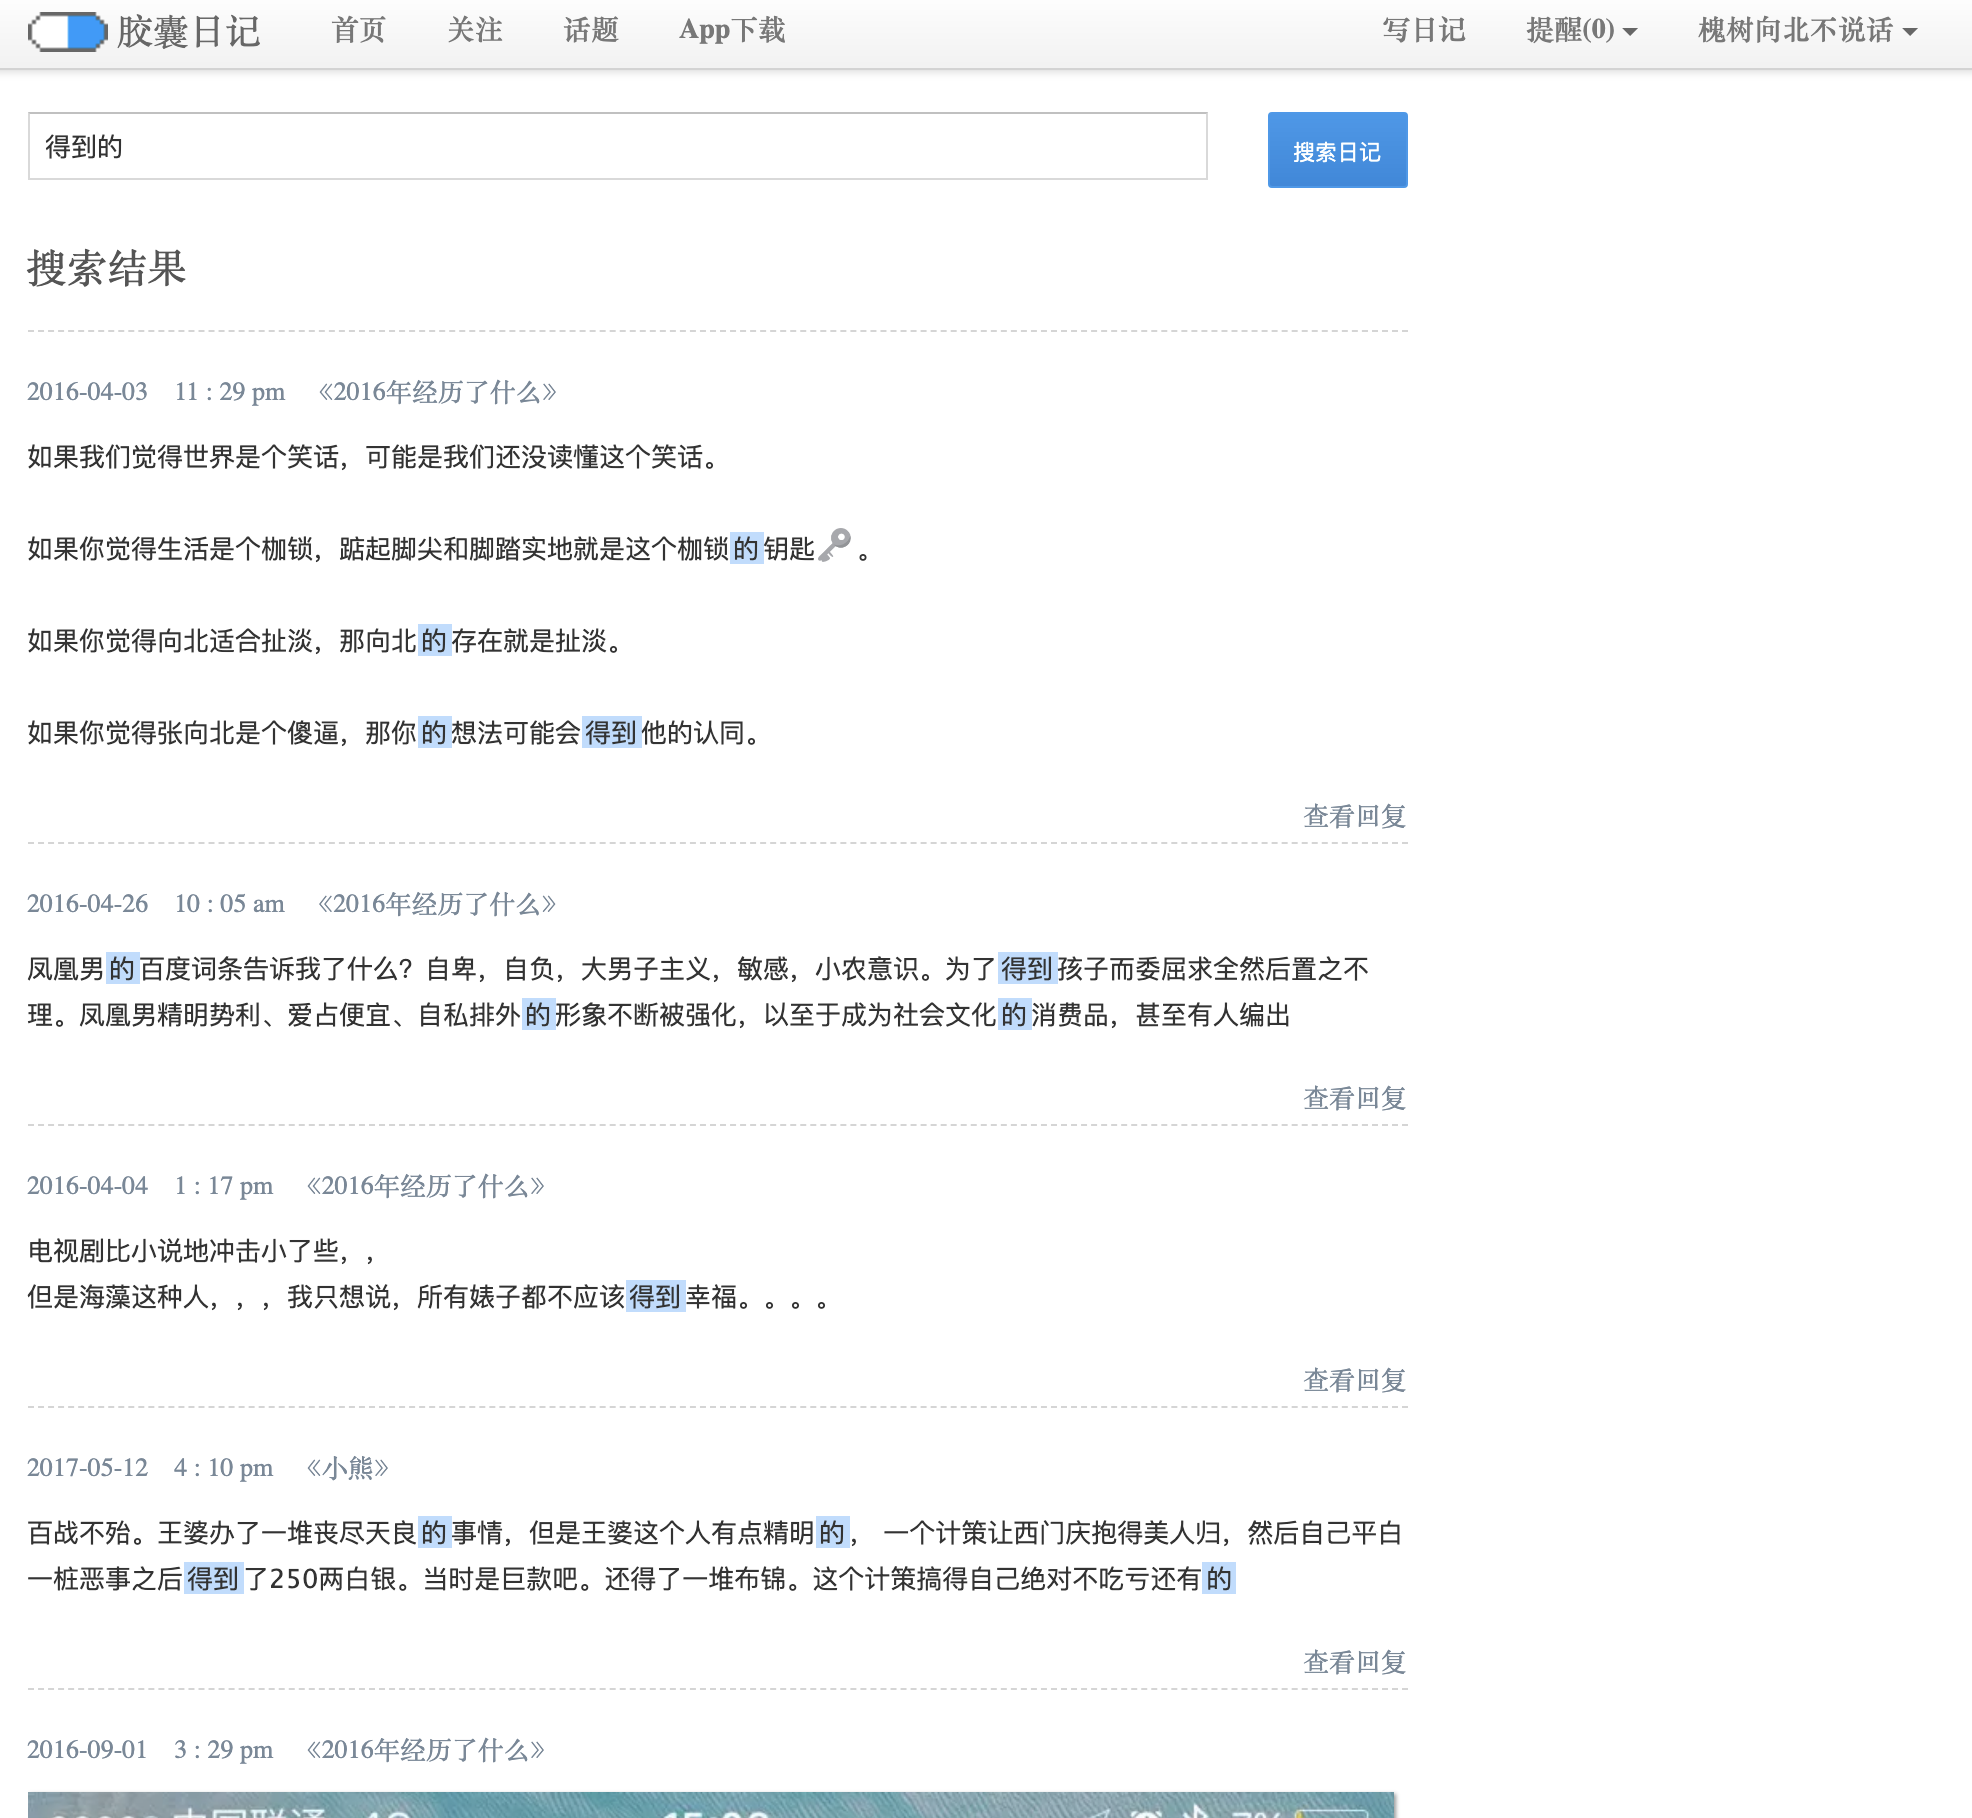 胶囊日记 首页 关注 话题 App下载 写日记 提醒(0) 槐树向北不说话
得到的 搜索日记
搜索结果
2016-04-03 11 : 29 pm 《2016年经历了什么》
如果我们觉得世界是个笑话，可能是我们还没读懂这个笑话。
如果你觉得生活是个枷锁，踮起脚尖和脚踏实地就是这个枷锁的钥匙🔑。
如果你觉得向北适合扯淡，那向北的存在就是扯淡。
如果你觉得张向北是个傻逼，那你的想法可能会得到他的认同。
查看回复
2016-04-26 10 : 05 am 《2016年经历了什么》
凤凰男的百度词条告诉我了什么？自卑，自负，大男子主义，敏感，小农意识。为了得到孩子而委屈求全然后置之不
理。凤凰男精明势利、爱占便宜、自私排外的形象不断被强化，以至于成为社会文化的消费品，甚至有人编出
查看回复
2016-04-04 1 : 17 pm 《2016年经历了什么》
电视剧比小说地冲击小了些，，
但是海藻这种人，，，我只想说，所有婊子都不应该得到幸福。。。。
查看回复
2017-05-12 4 : 10 pm 《小熊》
百战不殆。王婆办了一堆丧尽天良的事情，但是王婆这个人有点精明的， 一个计策让西门庆抱得美人归，然后自己平白
一桩恶事之后得到了250两白银。当时是巨款吧。还得了一堆布锦。这个计策搞得自己绝对不吃亏还有的
查看回复
2016-09-01 3 : 29 pm 《2016年经历了什么》